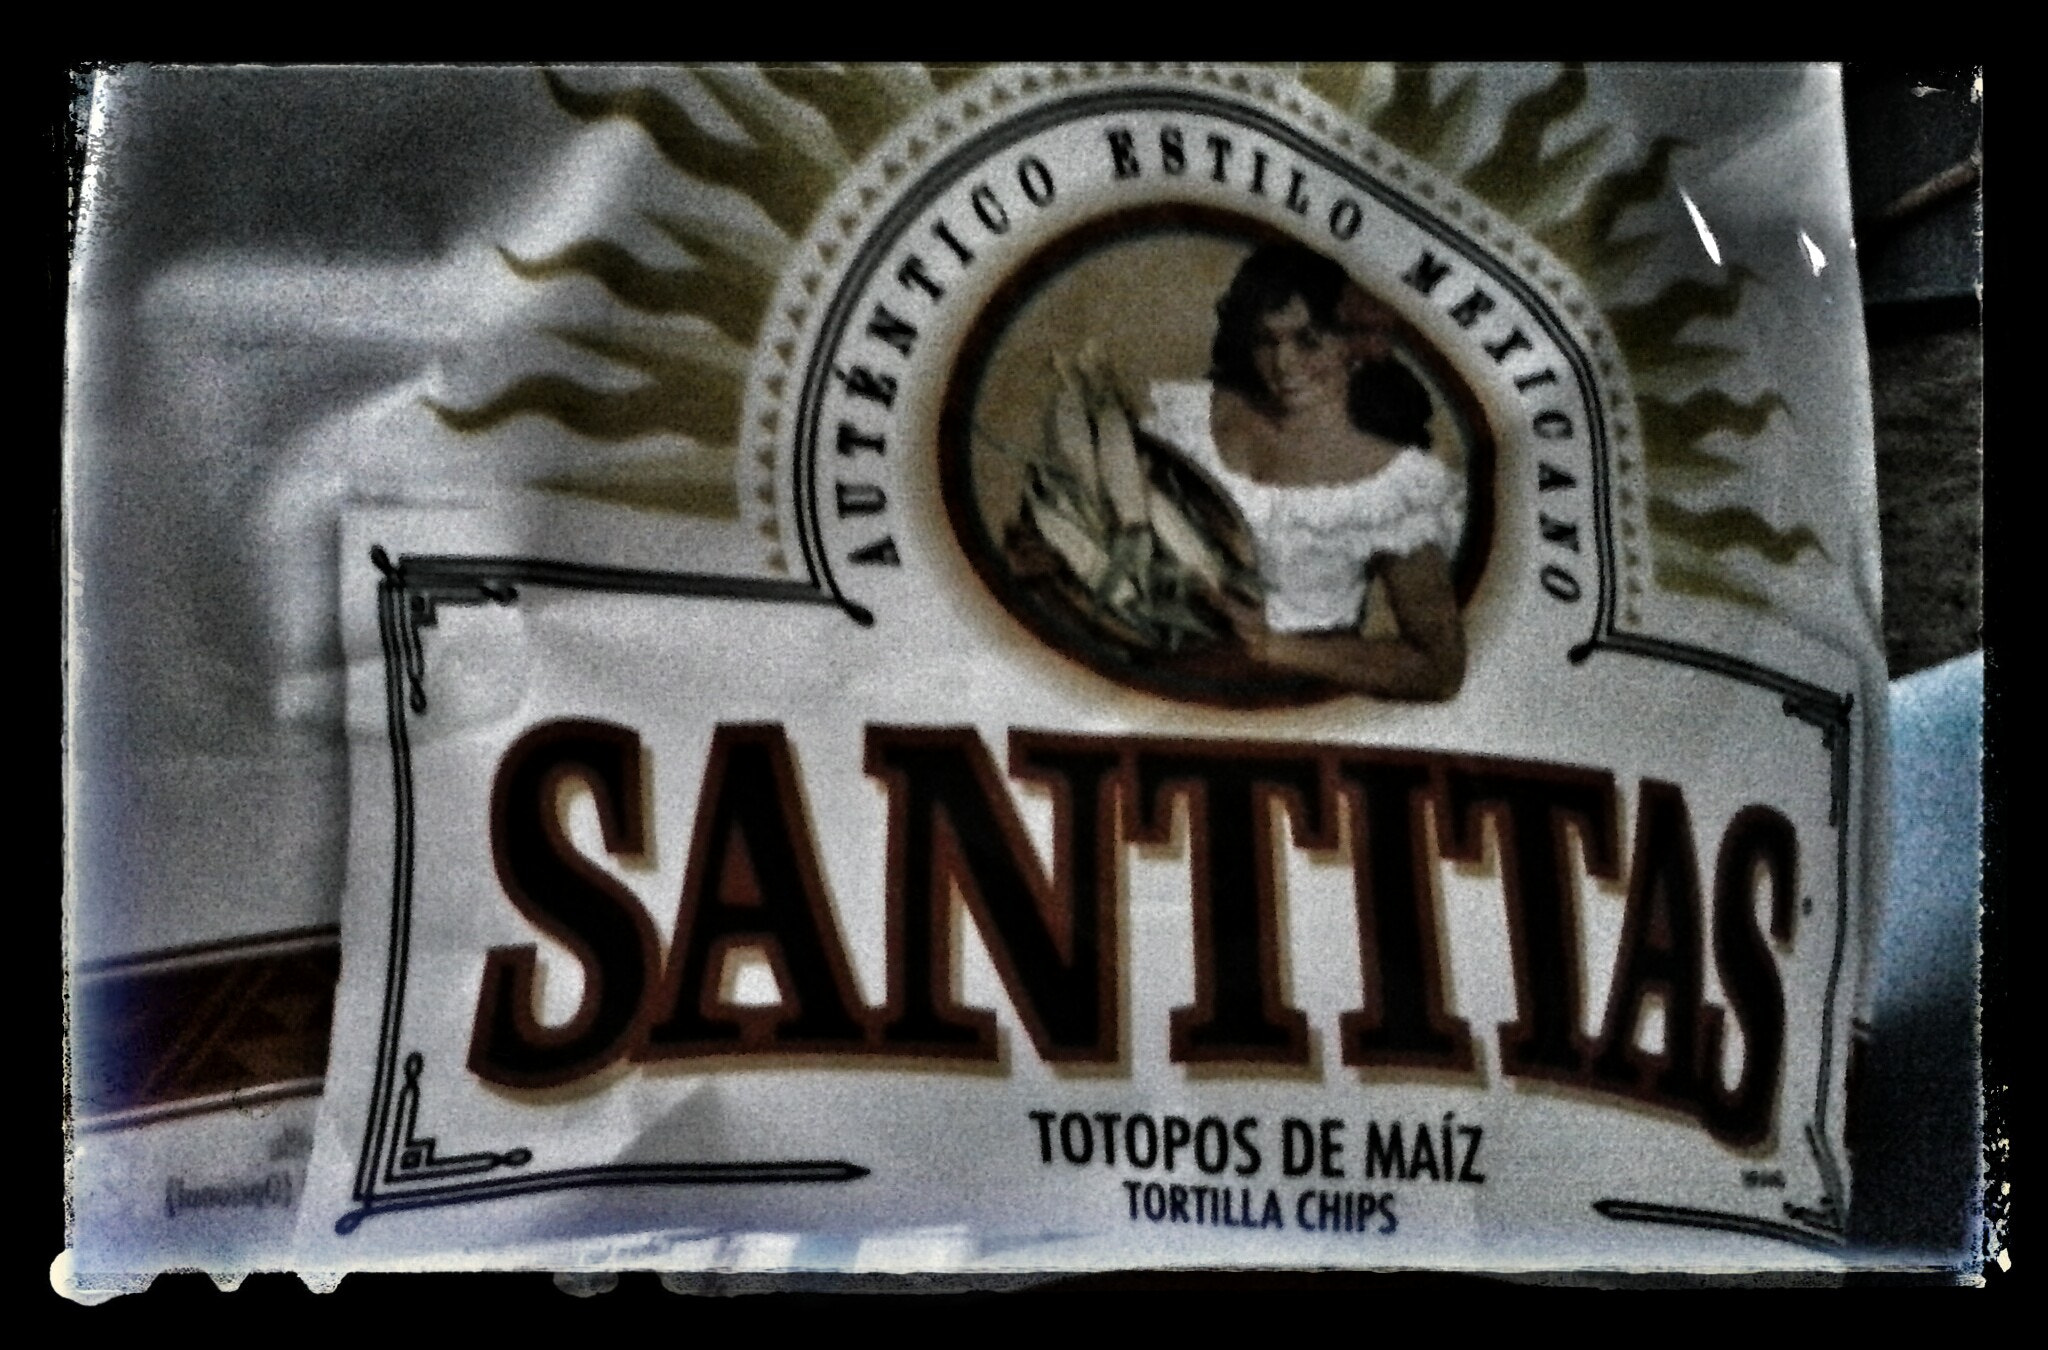 AUTÉNTICO ESTILO MEXICANO
SANTITAS
TOTOPOS DE MAÍZ
TORTILLA CHIPS